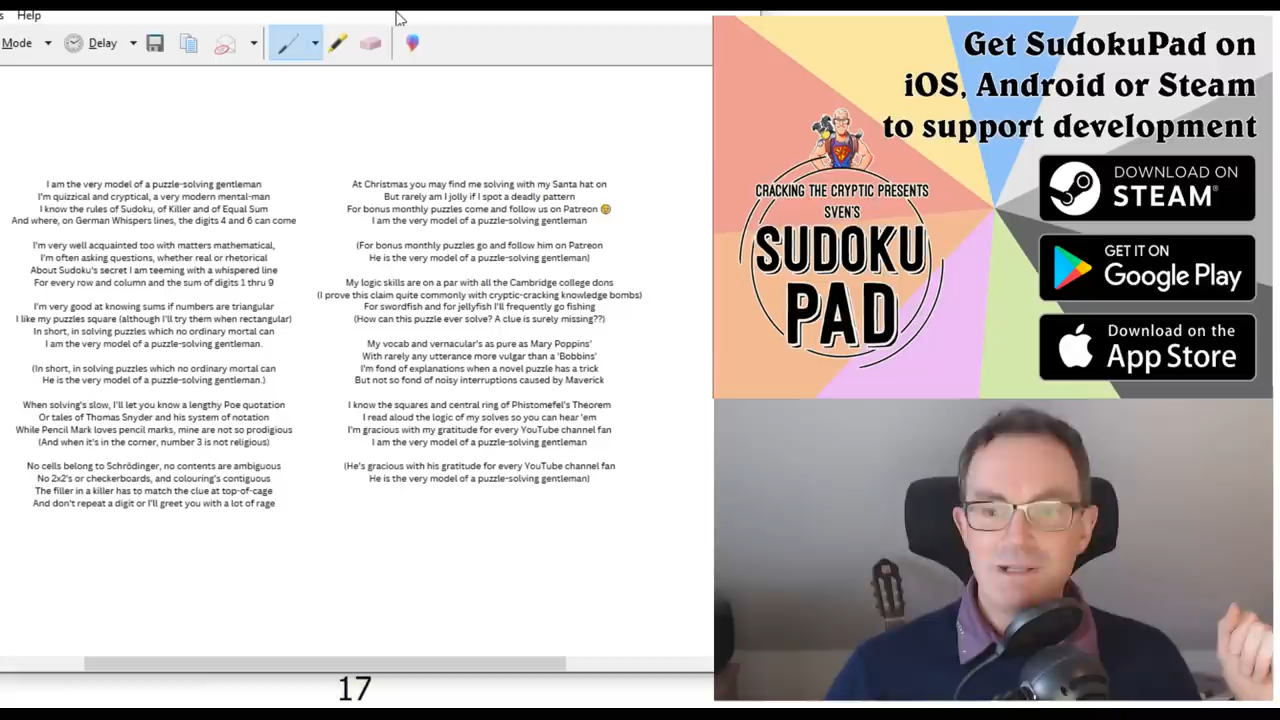 Help
Mode
Delay
I am the very model of a puzzle-solving gentleman
I'm quizzical and cryptical, a very modern mental-man
I know the rules of Sudoku, of Killer and of Equal Sum
And where, on German Whispers lines, the digits 4 and 6 can come
I'm very well acquainted too with matters mathematical,
I'm often asking questions, whether real or rhetorical
About Sudoku's secret I am teeming with a whispered line
For every row and column and the sum of digits 1 thru 9
I'm very good at knowing sums if numbers are triangular
I like my puzzles square (although I'll try them when rectangular)
In short, in solving puzzles which no ordinary mortal can
I am the very model of a puzzle-solving gentleman.
(In short, in solving puzzles which no ordinary mortal can
He is the very model of a puzzle-solving gentleman.)
When solving's slow, I'll let you know a lengthy Poe quotation
Or tales of Thomas Snyder and his system of notation
While Pencil Mark loves pencil marks, mine are not so prodigious
(And when it's in the corner, number 3 is not religious)
No cells belong to Schrödinger, no contents are ambiguous
No 2x2's or checkerboards, and colouring's contiguous
The filler in a killer has to match the clue at top-of-cage
And don't repeat a digit or I'll greet you with a lot of rage
At Christmas you may find me solving with my Santa hat on
But rarely am I jolly if I spot a deadly pattern
For bonus monthly puzzles come and follow us on Patreon 😉
I am the very model of a puzzle-solving gentleman
(For bonus monthly puzzles go and follow him on Patreon
He is the very model of a puzzle-solving gentleman)
My logic skills are on a par with all the Cambridge college dons
(I prove this claim quite commonly with cryptic-cracking knowledge bombs)
For swordfish and for jellyfish I'll frequently go fishing
(How can this puzzle ever solve? A clue is surely missing??)
My vocab and vernacular's as pure as Mary Poppins'
With rarely any utterance more vulgar than a 'Bobbins'
I'm fond of explanations when a novel puzzle has a trick
But not so fond of noisy interruptions caused by Maverick
I know the squares and central ring of Phistomefel's Theorem
I read aloud the logic of my solves so you can hear 'em
I'm gracious with my gratitude for every YouTube channel fan
I am the very model of a puzzle-solving gentleman
(He's gracious with his gratitude for every YouTube channel fan
He is the very model of a puzzle-solving gentleman)
17
Get SudokuPad on
iOS, Android or Steam
to support development
CRACKING THE CRYPTIC PRESENTS
SVEN'S
SUDOKU
PAD
DOWNLOAD ON
STEAM
GET IT ON
Google Play
Download on the
App Store